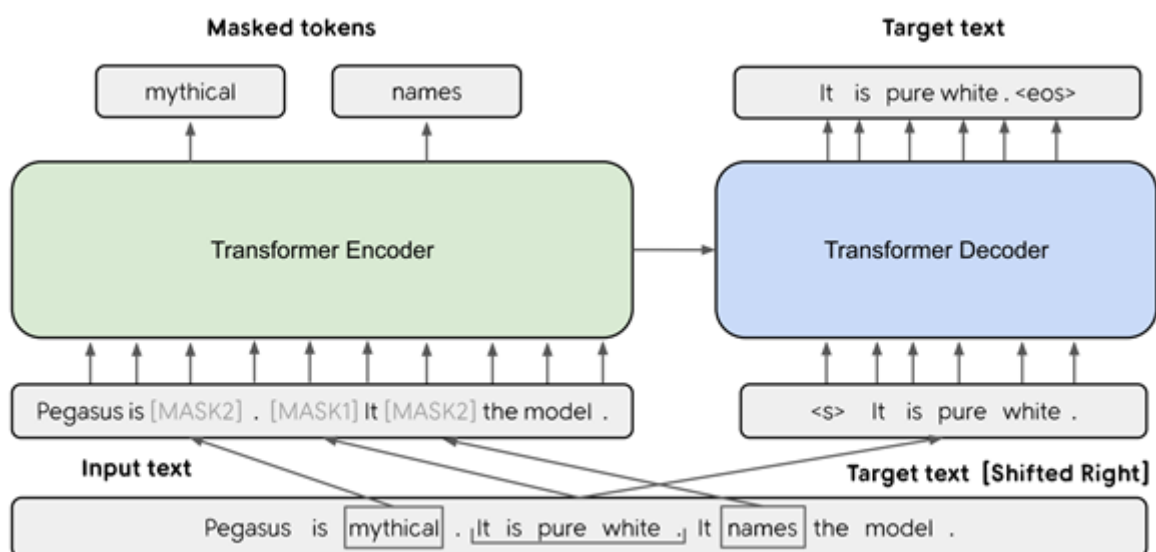 Masked tokens
Target text
mythical
names
It is pure white . <eos>
Transformer Encoder
Transformer Decoder
Pegasus is [MASK2] . [MASK1] It [MASK2] the model .
<s> It is pure white .
Input text
Target text [Shifted Right]
Pegasus is mythical . It is pure white . It names the model .